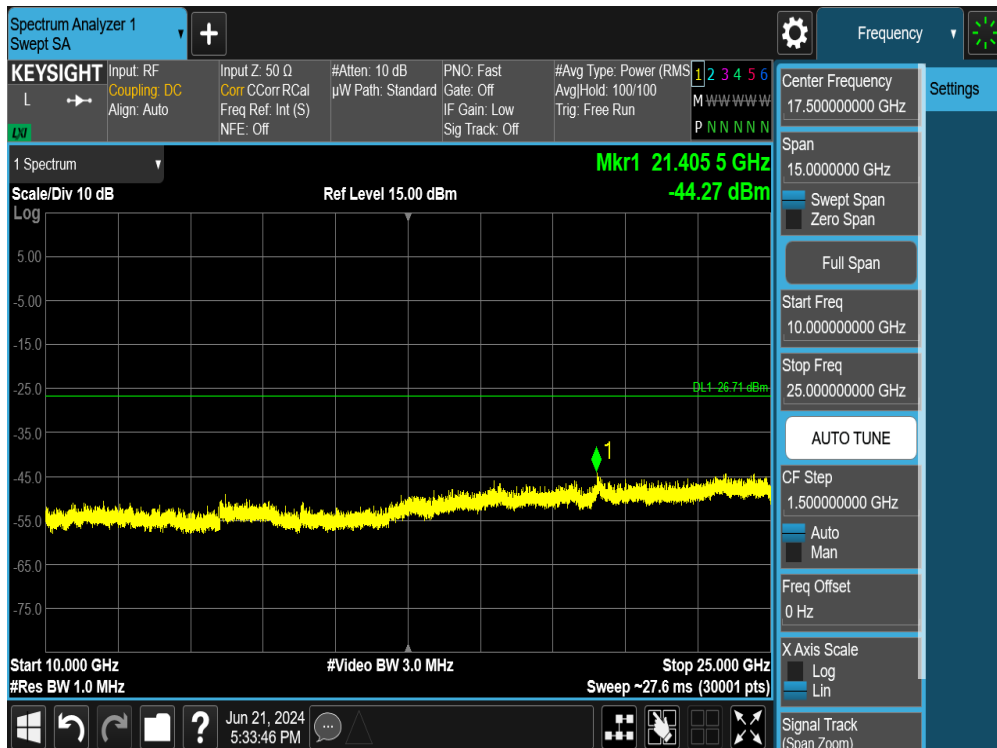 Spectrum Analyzer 1
Swept SA
+
Frequency
KEYSIGHT
L
LXI
Input: RF
Coupling: DC
Align: Auto
Input Z: 50 Ω
Corr CCorr RCal
Freq Ref: Int (S)
NFE: Off
#Atten: 10 dB
µW Path: Standard
PNO: Fast
Gate: Off
IF Gain: Low
Sig Track: Off
#Avg Type: Power (RMS
Avg|Hold: 100/100
Trig: Free Run
1 2 3 4 5 6
M W W W W W
P N N N N N
1 Spectrum
Mkr1 21.405 5 GHz
-44.27 dBm
Scale/Div 10 dB
Ref Level 15.00 dBm
Log
5.00
-5.00
-15.0
-25.0
-35.0
-45.0
-55.0
-65.0
-75.0
DL1 -26.71 dBm
1
Start 10.000 GHz
#Video BW 3.0 MHz
Stop 25.000 GHz
#Res BW 1.0 MHz
Sweep ~27.6 ms (30001 pts)
Center Frequency
17.500000000 GHz
Span
15.0000000 GHz
Swept Span
Zero Span
Full Span
Start Freq
10.000000000 GHz
Stop Freq
25.000000000 GHz
AUTO TUNE
CF Step
1.500000000 GHz
Auto
Man
Freq Offset
0 Hz
X Axis Scale
Log
Lin
Signal Track
(Span Zoom)
Settings
?
Jun 21, 2024
5:33:46 PM